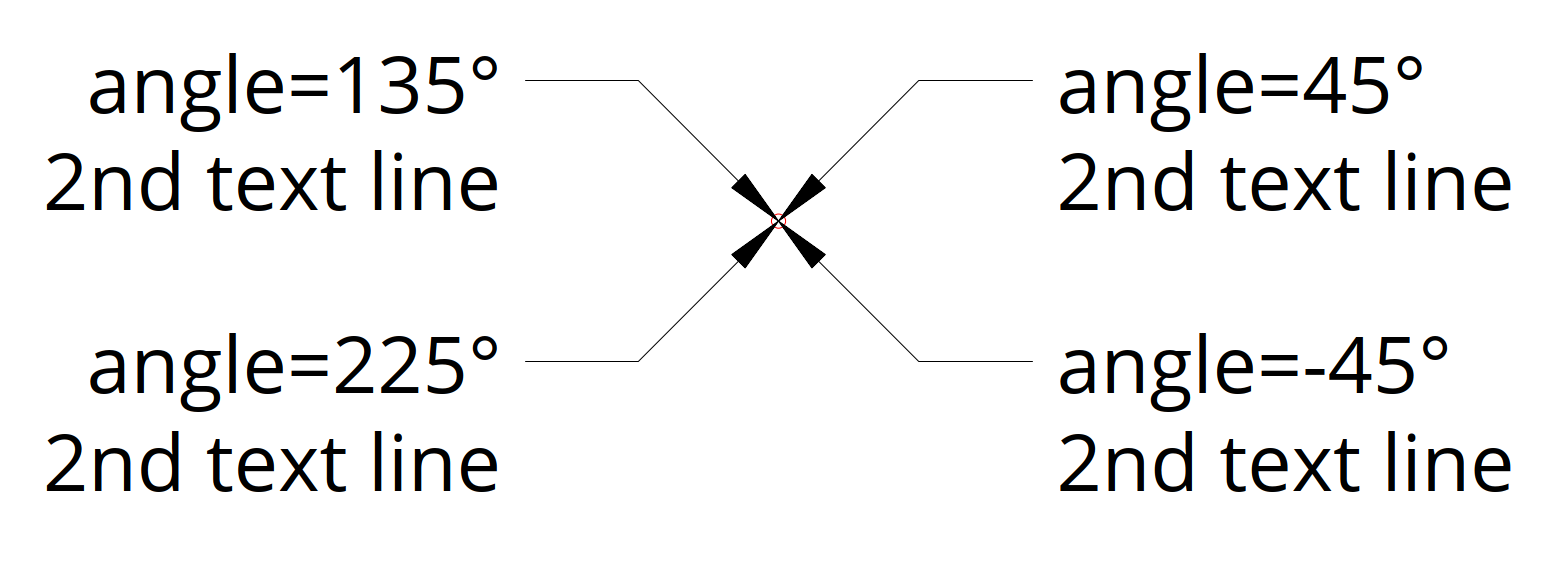 angle=135°
2nd text line
angle=45°
2nd text line
angle=225°
2nd text line
angle=-45°
2nd text line